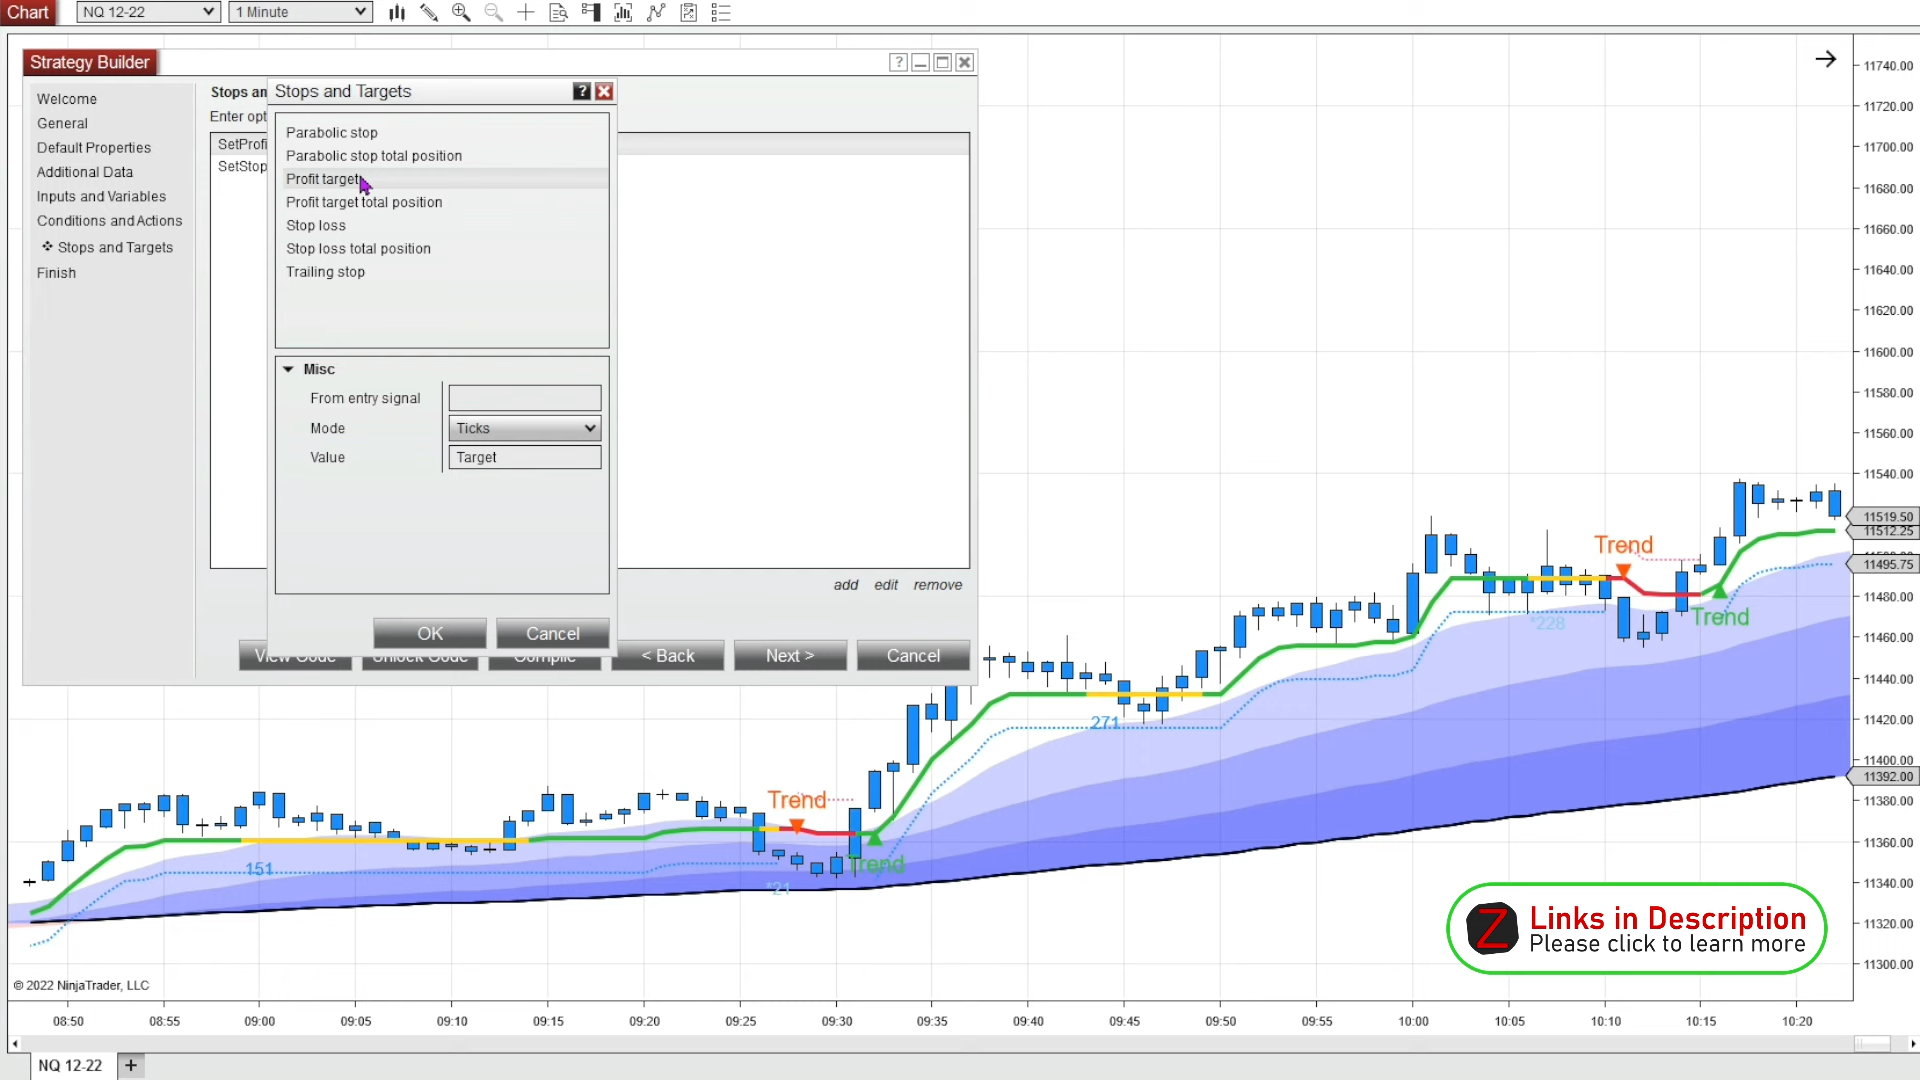 Chart
NQ 12-22
1 Minute
Strategy Builder
?
Welcome
General
Default Properties
Additional Data
Inputs and Variables
Conditions and Actions
Stops and Targets
Finish
Stops an
Enter opt
SetProfi
SetStop
Stops and Targets
?
Parabolic stop
Parabolic stop total position
Profit target
Profit target total position
Stop loss
Stop loss total position
Trailing stop
Misc
From entry signal
Mode
Ticks
Value
Target
OK
Cancel
add
edit
remove
View Code
Unlock Code
Compile
< Back
Next >
Cancel
11740.00
11720.00
11700.00
11680.00
11660.00
11640.00
11620.00
11600.00
11580.00
11560.00
11540.00
11519.50
11512.25
11495.75
11480.00
11460.00
11440.00
11420.00
11400.00
11392.00
11380.00
11360.00
11340.00
11320.00
11300.00
Trend
*228
Trend
271
Trend
Trend
151
*21
Z
Links in Description
Please click to learn more
© 2022 NinjaTrader, LLC
08:50
08:55
09:00
09:05
09:10
09:15
09:20
09:25
09:30
09:35
09:40
09:45
09:50
09:55
10:00
10:05
10:10
10:15
10:20
NQ 12-22
+